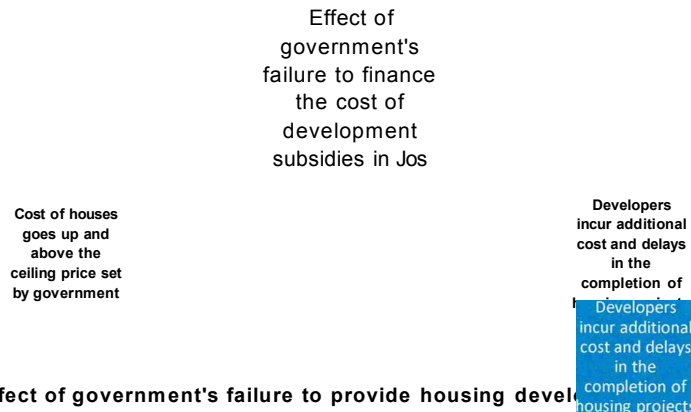 Effect of
government's
failure to finance
the cost of
development
subsidies in Jos
Cost of houses
goes up and
above the
ceiling price set
by government
Developers
incur additional
cost and delays
in the
completion of
Developers
incur additional
cost and delays
in the
completion of
housing projects
of government's failure to provide housing